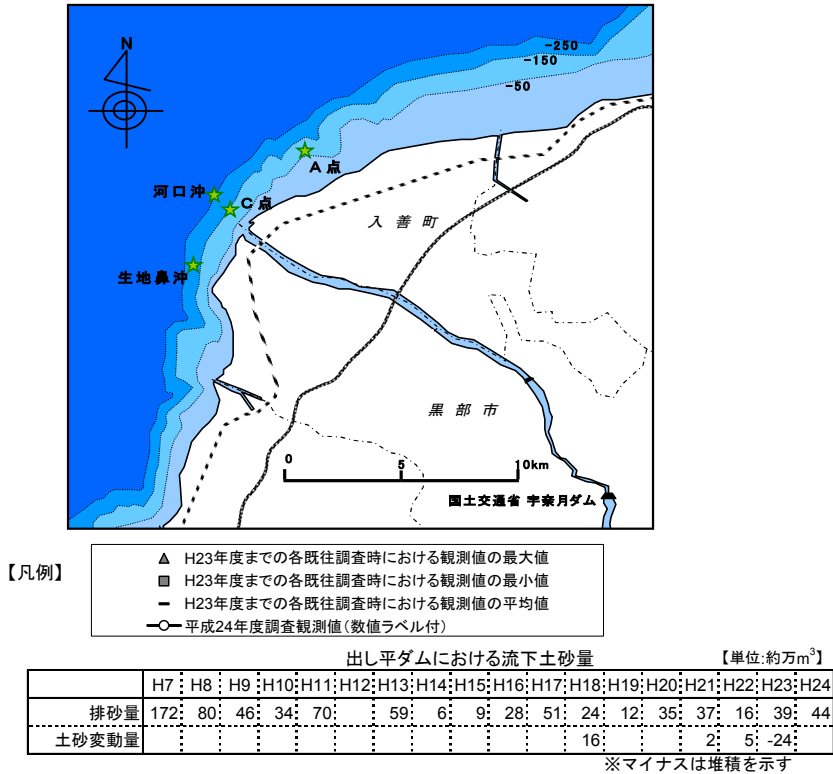 N
-250
-150
-50
A点
河口沖
C点
入善町
生地鼻沖
黒部市
0 5 10km
国土交通省 宇奈月ダム
【凡例】
H23年度までの各既往調査時における観測値の最大値
H23年度までの各既往調査時における観測値の最小値
H23年度までの各既往調査時における観測値の平均値
平成24年度調査観測値(数値ラベル付)
出し平ダムにおける流下土砂量 【単位:約万m³】
H7 H8 H9 H10 H11 H12 H13 H14 H15 H16 H17 H18 H19 H20 H21 H22 H23 H24
排砂量 172 80 46 34 70 59 6 9 28 51 24 12 35 37 16 39 44
土砂変動量 16 2 5 -24
※マイナスは堆積を示す